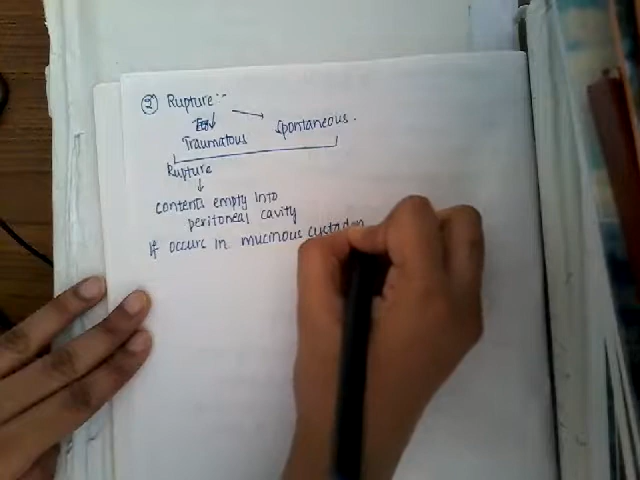 ② Rupture :-
Traumatous
Spontaneous.
Rupture
↓
contents empty into
peritoneal cavity
If occurs in mucinous